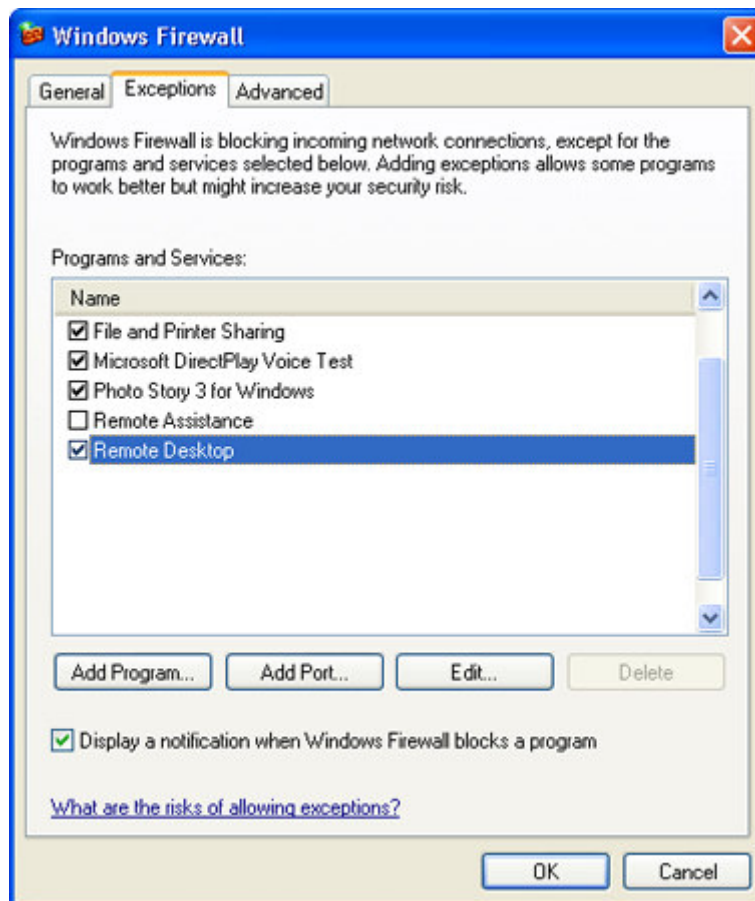 Windows Firewall
General Exceptions Advanced
Windows Firewall is blocking incoming network connections, except for the
programs and services selected below. Adding exceptions allows some programs
to work better but might increase your security risk.
Programs and Services:
Name
File and Printer Sharing
Microsoft DirectPlay Voice Test
Photo Story 3 for Windows
Remote Assistance
Remote Desktop
Add Program... Add Port... Edit... Delete
Display a notification when Windows Firewall blocks a program
What are the risks of allowing exceptions?
OK Cancel